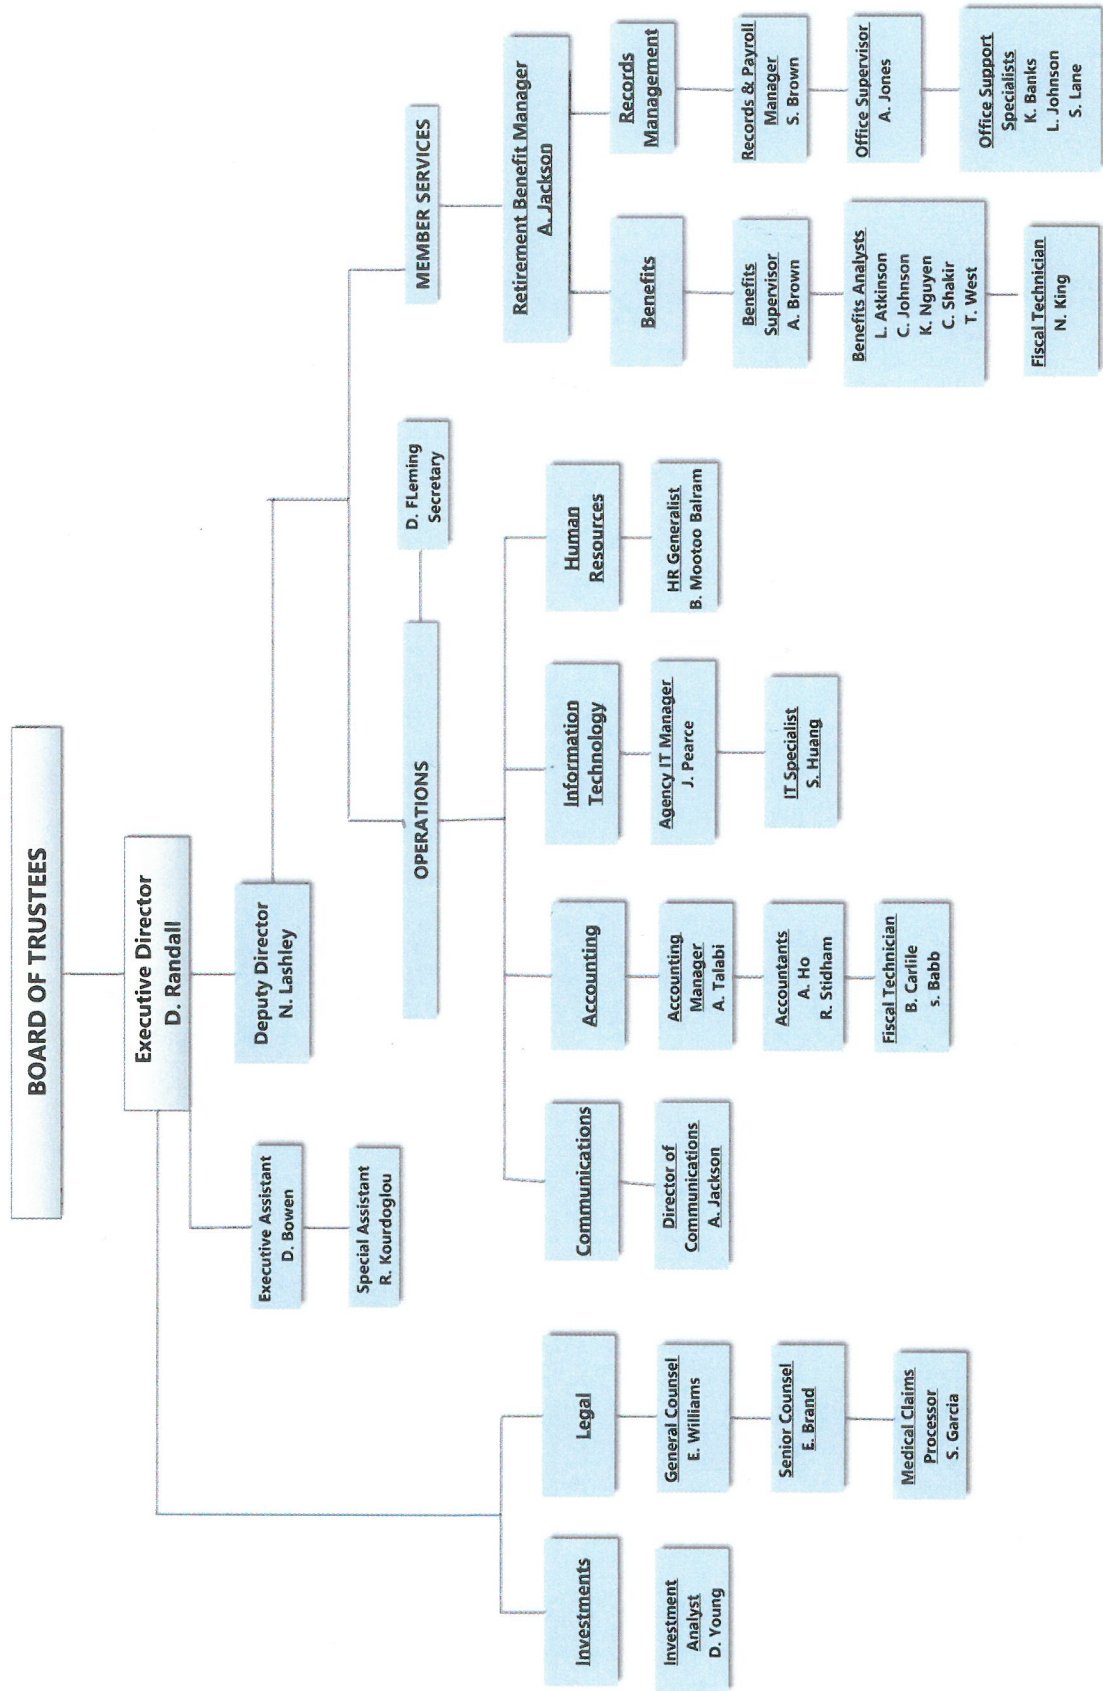 BOARD OF TRUSTEES
Executive Director
D. Randall
Deputy Director
N. Lashley
Executive Assistant
D. Bowen
Special Assistant
R. Kourdoglou
Investments
Investment
Analyst
D. Young
Legal
General Counsel
E. Williams
Senior Counsel
E. Brand
Medical Claims
Processor
S. Garcia
OPERATIONS
D. FLeming
Secretary
Communications
Director of
Communications
A. Jackson
Accounting
Accounting
Manager
A. Talabi
Accountants
A. Ho
R. Stidham
Fiscal Technician
B. Carlile
s. Babb
Information
Technology
Agency IT Manager
J. Pearce
IT Specialist
S. Huang
Human
Resources
HR Generalist
B. Mootoo Balram
MEMBER SERVICES
Retirement Benefit Manager
A. Jackson
Benefits
Benefits
Supervisor
A. Brown
Benefits Analysts
L. Atkinson
C. Johnson
K. Nguyen
C. Shakir
T. West
Fiscal Technician
N. King
Records
Management
Records & Payroll
Manager
S. Brown
Office Supervisor
A. Jones
Office Support
Specialists
K. Banks
L. Johnson
S. Lane